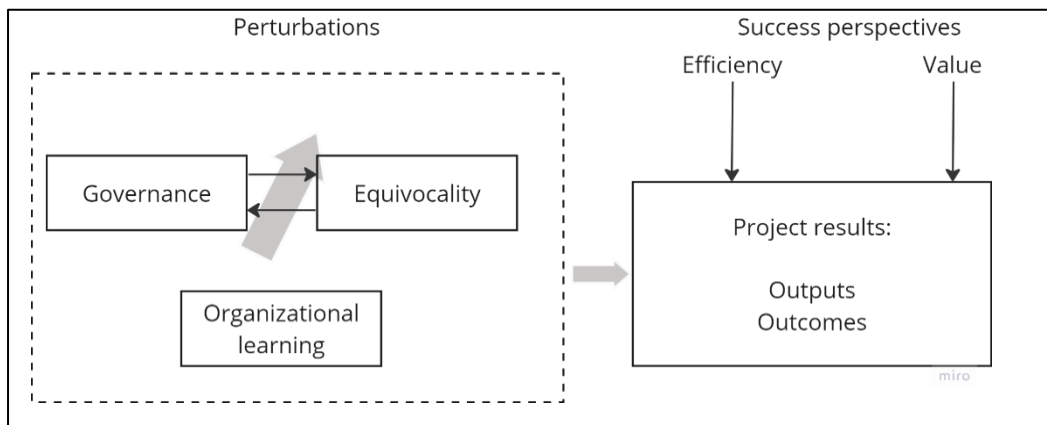 Perturbations
Success perspectives
Efficiency
Value
Governance
Equivocality
Organizational
learning
Project results:
Outputs
Outcomes
miro